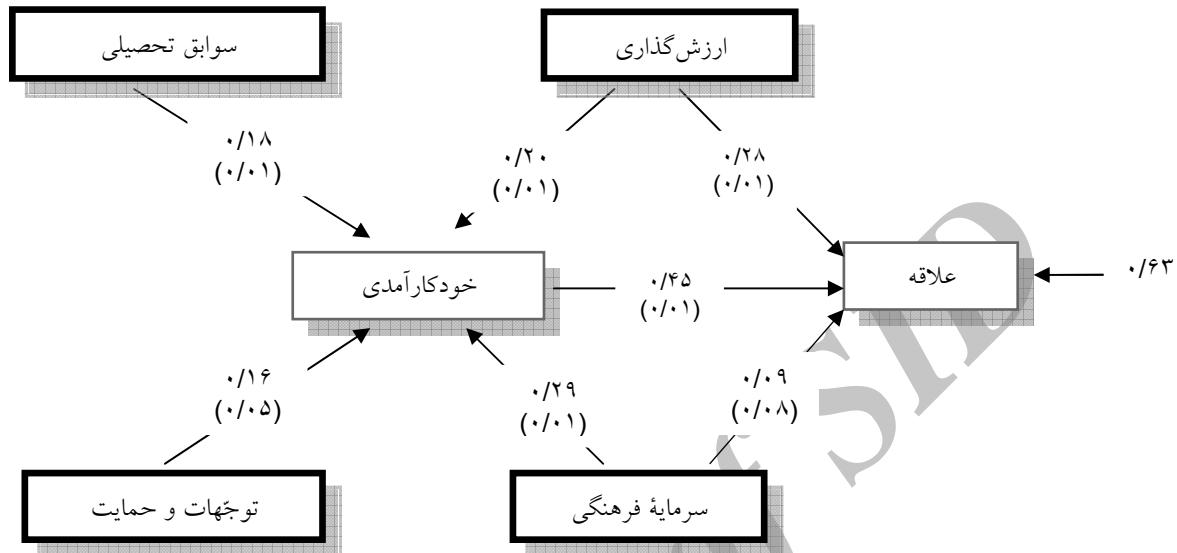 سوابق تحصیلی
ارزش‌گذاری
۰/۱۸
(۰/۰۱)
۰/۲۰
(۰/۰۱)
۰/۲۸
(۰/۰۱)
خودکارآمدی
۰/۴۵
(۰/۰۱)
علاقه
۰/۶۳
۰/۱۶
(۰/۰۵)
۰/۲۹
(۰/۰۱)
۰/۰۹
(۰/۰۸)
توجّهات و حمایت
سرمایۀ فرهنگی
f SID